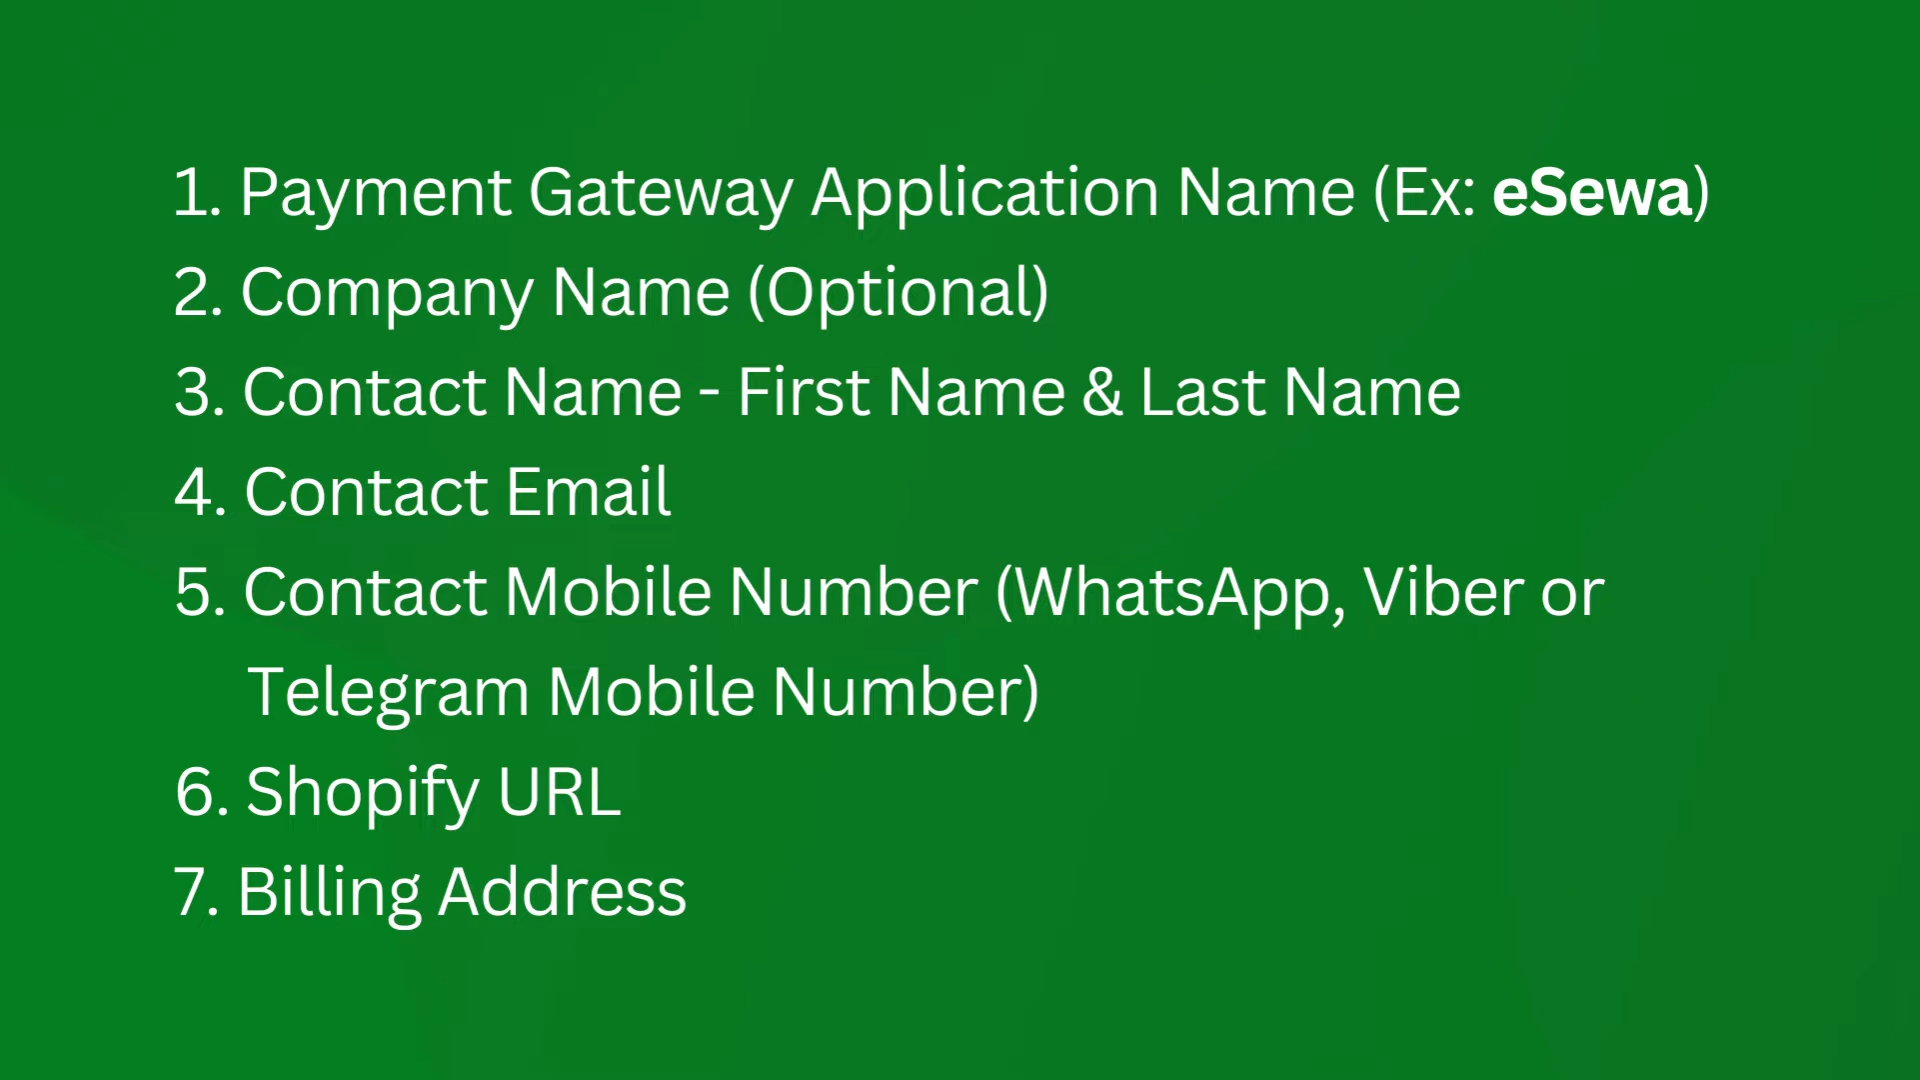 1. Payment Gateway Application Name (Ex: eSewa)
2. Company Name (Optional)
3. Contact Name - First Name & Last Name
4. Contact Email
5. Contact Mobile Number (WhatsApp, Viber or
Telegram Mobile Number)
6. Shopify URL
7. Billing Address